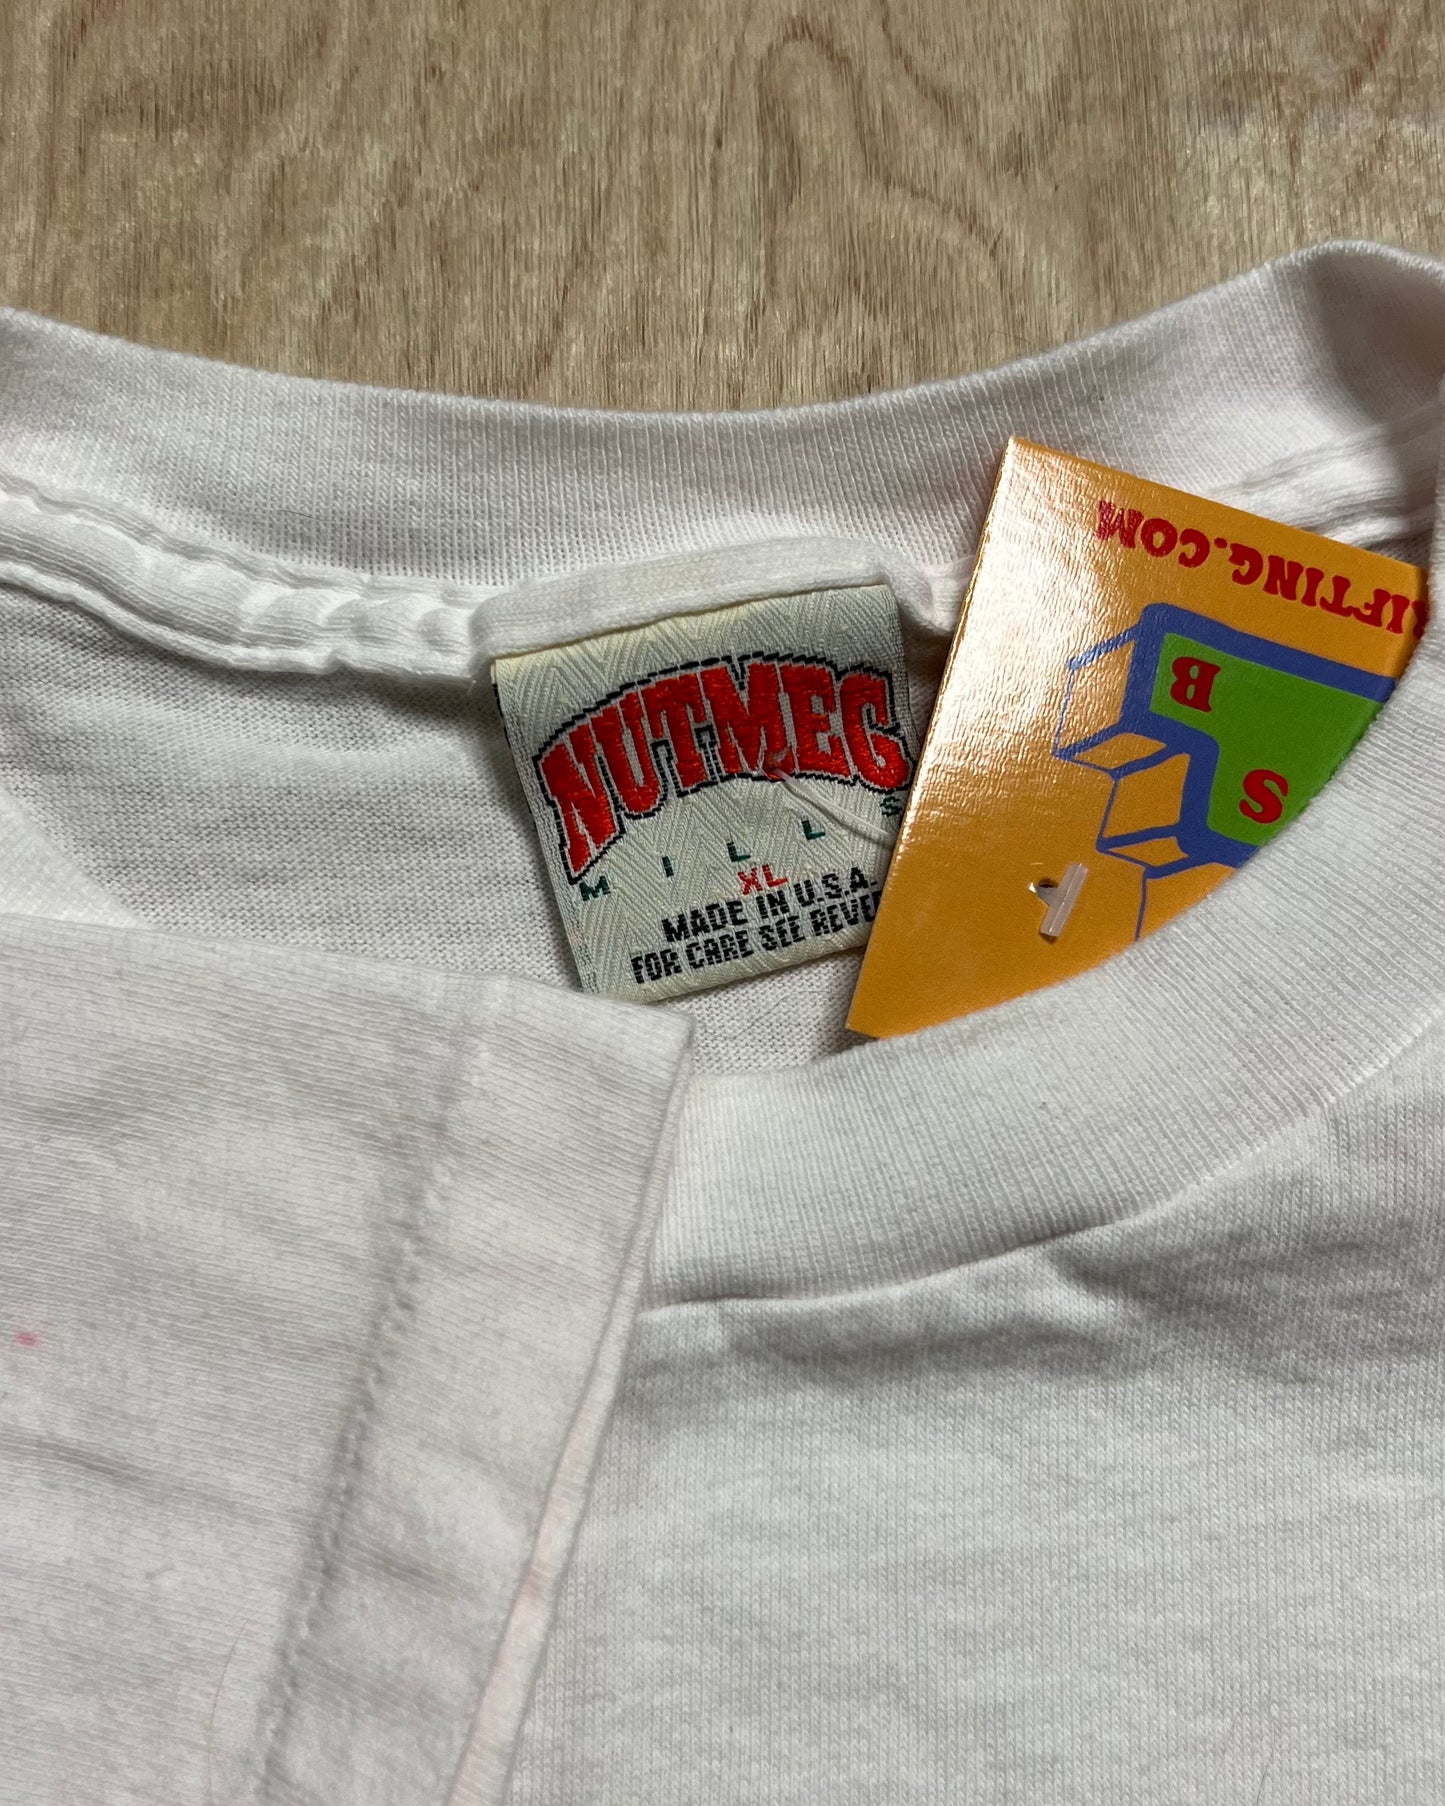 NUTMEG
MILLS
XL
MADE IN U.S.A.
FOR CARE SEE REVE
IFTING.COM
B
S